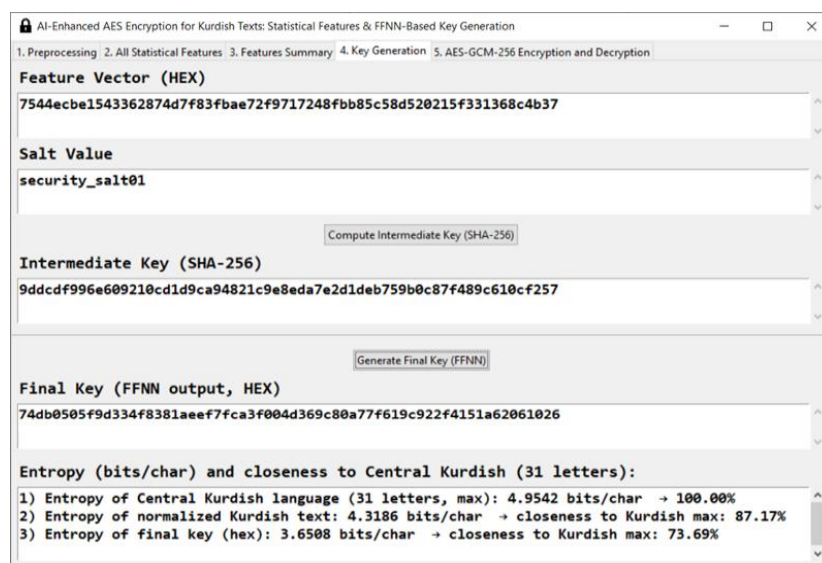 AI-Enhanced AES Encryption for Kurdish Texts: Statistical Features & FFNN-Based Key Generation
1. Preprocessing 2. All Statistical Features 3. Features Summary 4. Key Generation 5. AES-GCM-256 Encryption and Decryption
Feature Vector (HEX)
7544ecbe1543362874d7f83fbae72f9717248fbb85c58d520215f331368c4b37
Salt Value
security_salt01
Compute Intermediate Key (SHA-256)
Intermediate Key (SHA-256)
9ddcdf996e609210cd1d9ca94821c9e8eda7e2d1deb759b0c87f489c610cf257
Generate Final Key (FFNN)
Final Key (FFNN output, HEX)
74db0505f9d334f8381aeef7fca3f004d369c80a77f619c922f4151a62061026
Entropy (bits/char) and closeness to Central Kurdish (31 letters):
1) Entropy of Central Kurdish language (31 letters, max): 4.9542 bits/char → 100.00%
2) Entropy of normalized Kurdish text: 4.3186 bits/char → closeness to Kurdish max: 87.17%
3) Entropy of final key (hex): 3.6508 bits/char → closeness to Kurdish max: 73.69%